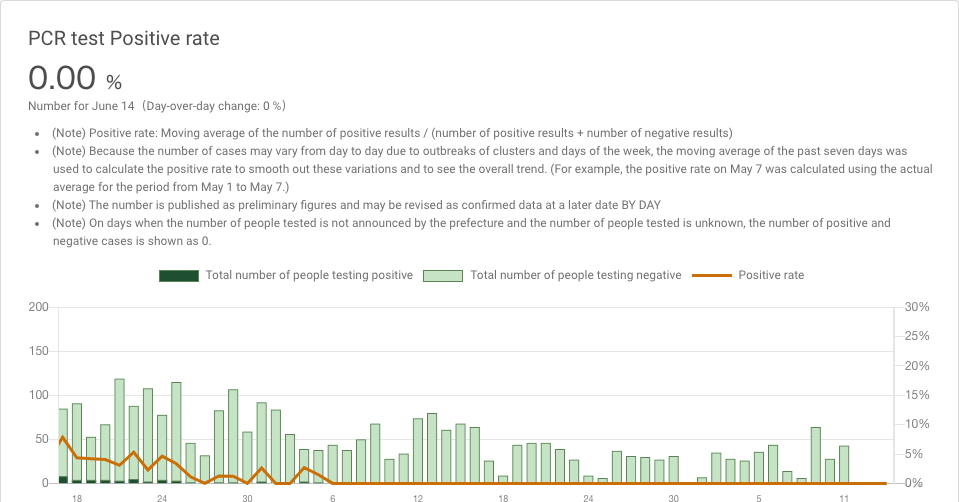 PCR test Positive rate
0.00 %
Number for June 14 (Day-over-day change: 0 %)
• (Note) Positive rate: Moving average of the number of positive results / (number of positive results + number of negative results)
• (Note) Because the number of cases may vary from day to day due to outbreaks of clusters and days of the week, the moving average of the past seven days was
used to calculate the positive rate to smooth out these variations and to see the overall trend. (For example, the positive rate on May 7 was calculated using the actual
average for the period from May 1 to May 7.)
• (Note) The number is published as preliminary figures and may be revised as confirmed data at a later date BY DAY
• (Note) On days when the number of people tested is not announced by the prefecture and the number of people tested is unknown, the number of positive and
negative cases is shown as 0.
Total number of people testing positive Total number of people testing negative Positive rate
200 30%
25%
150 20%
100 15%
10%
50 5%
0 0%
18 24 30 6 12 18 24 30 5 11